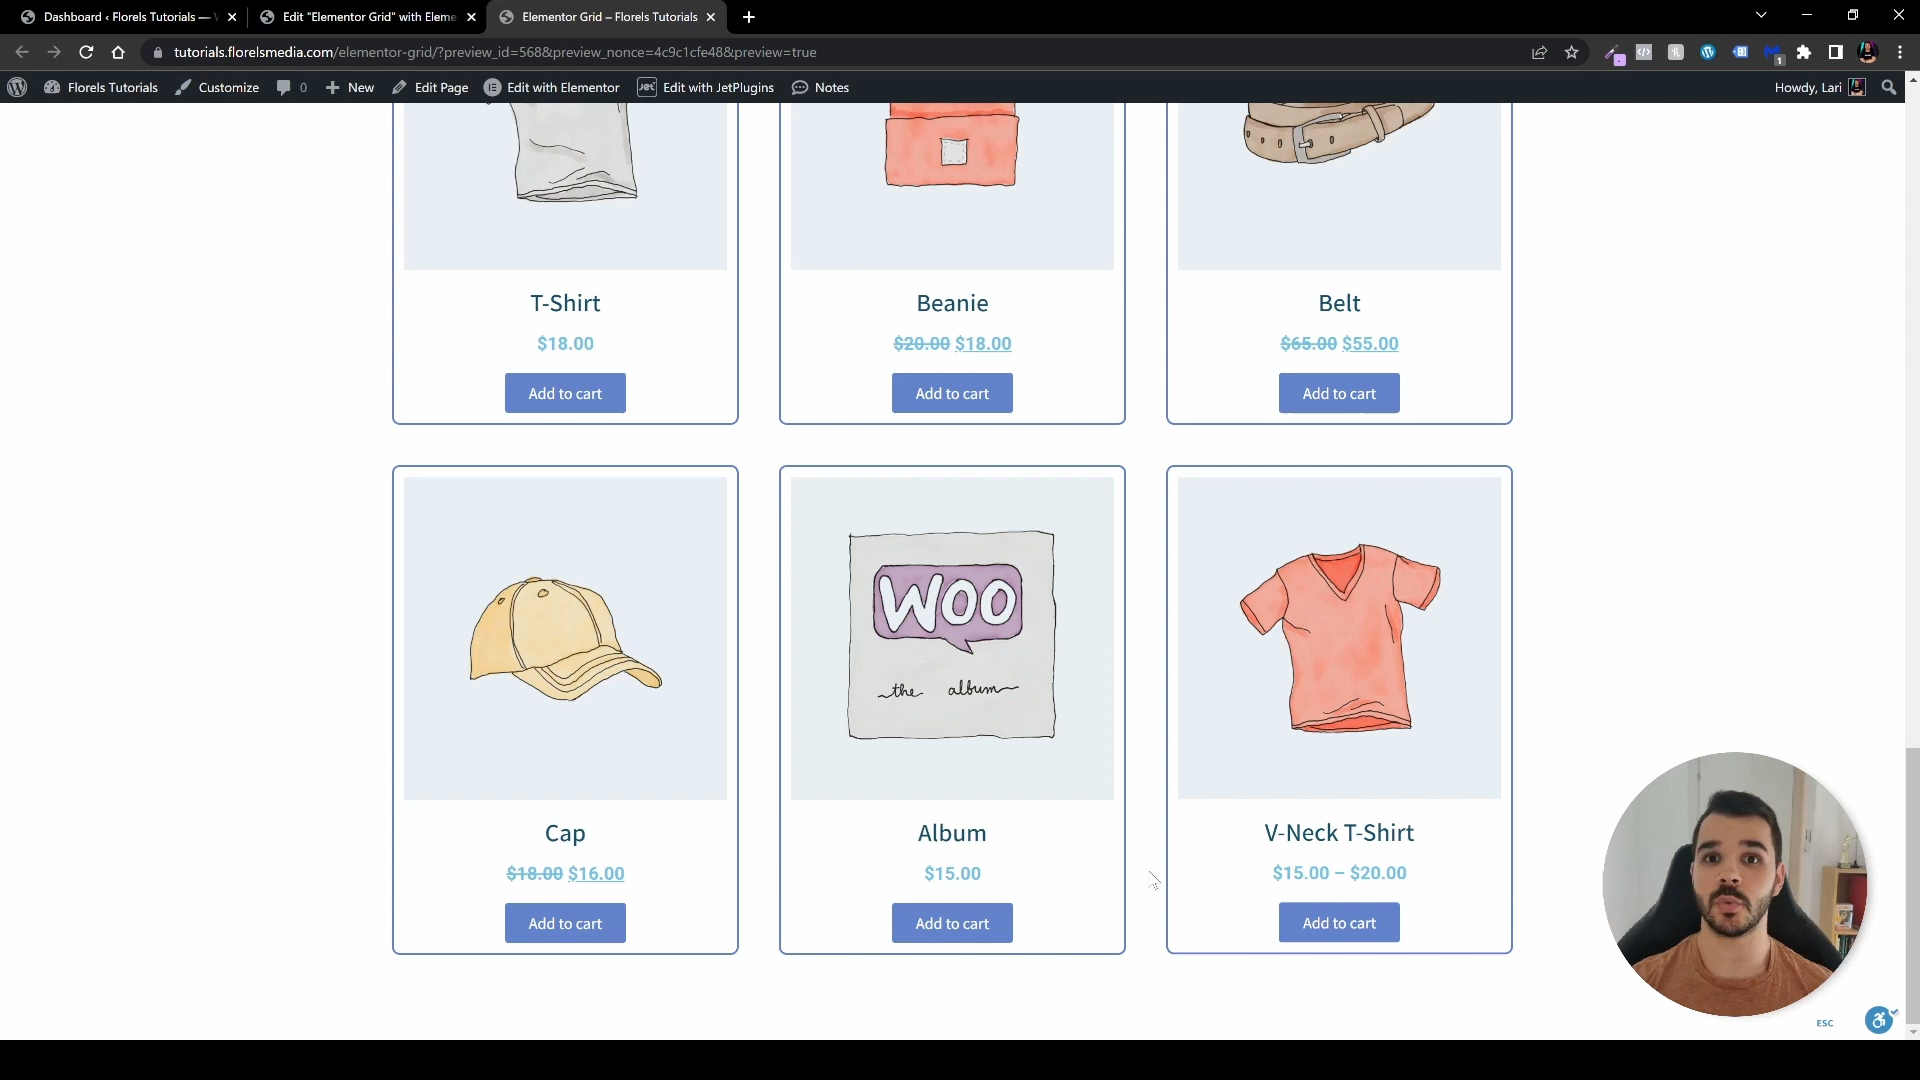 Dashboard ‹ Florels Tutorials —
Edit "Elementor Grid" with Eleme
Elementor Grid – Florels Tutorials
tutorials.florelsmedia.com/elementor-grid/?preview_id=568&preview_nonce=4c9c1cfe48&preview=true
1
Florels Tutorials
Customize
0
New
Edit Page
Edit with Elementor
Jet
Edit with JetPlugins
Notes
Howdy, Lari
T-Shirt
Beanie
Belt
$18.00
$20.00 $18.00
$65.00 $55.00
Add to cart
Add to cart
Add to cart
WOO
the album
Cap
Album
V-Neck T-Shirt
$18.00 $16.00
$15.00
$15.00 – $20.00
Add to cart
Add to cart
Add to cart
ESC